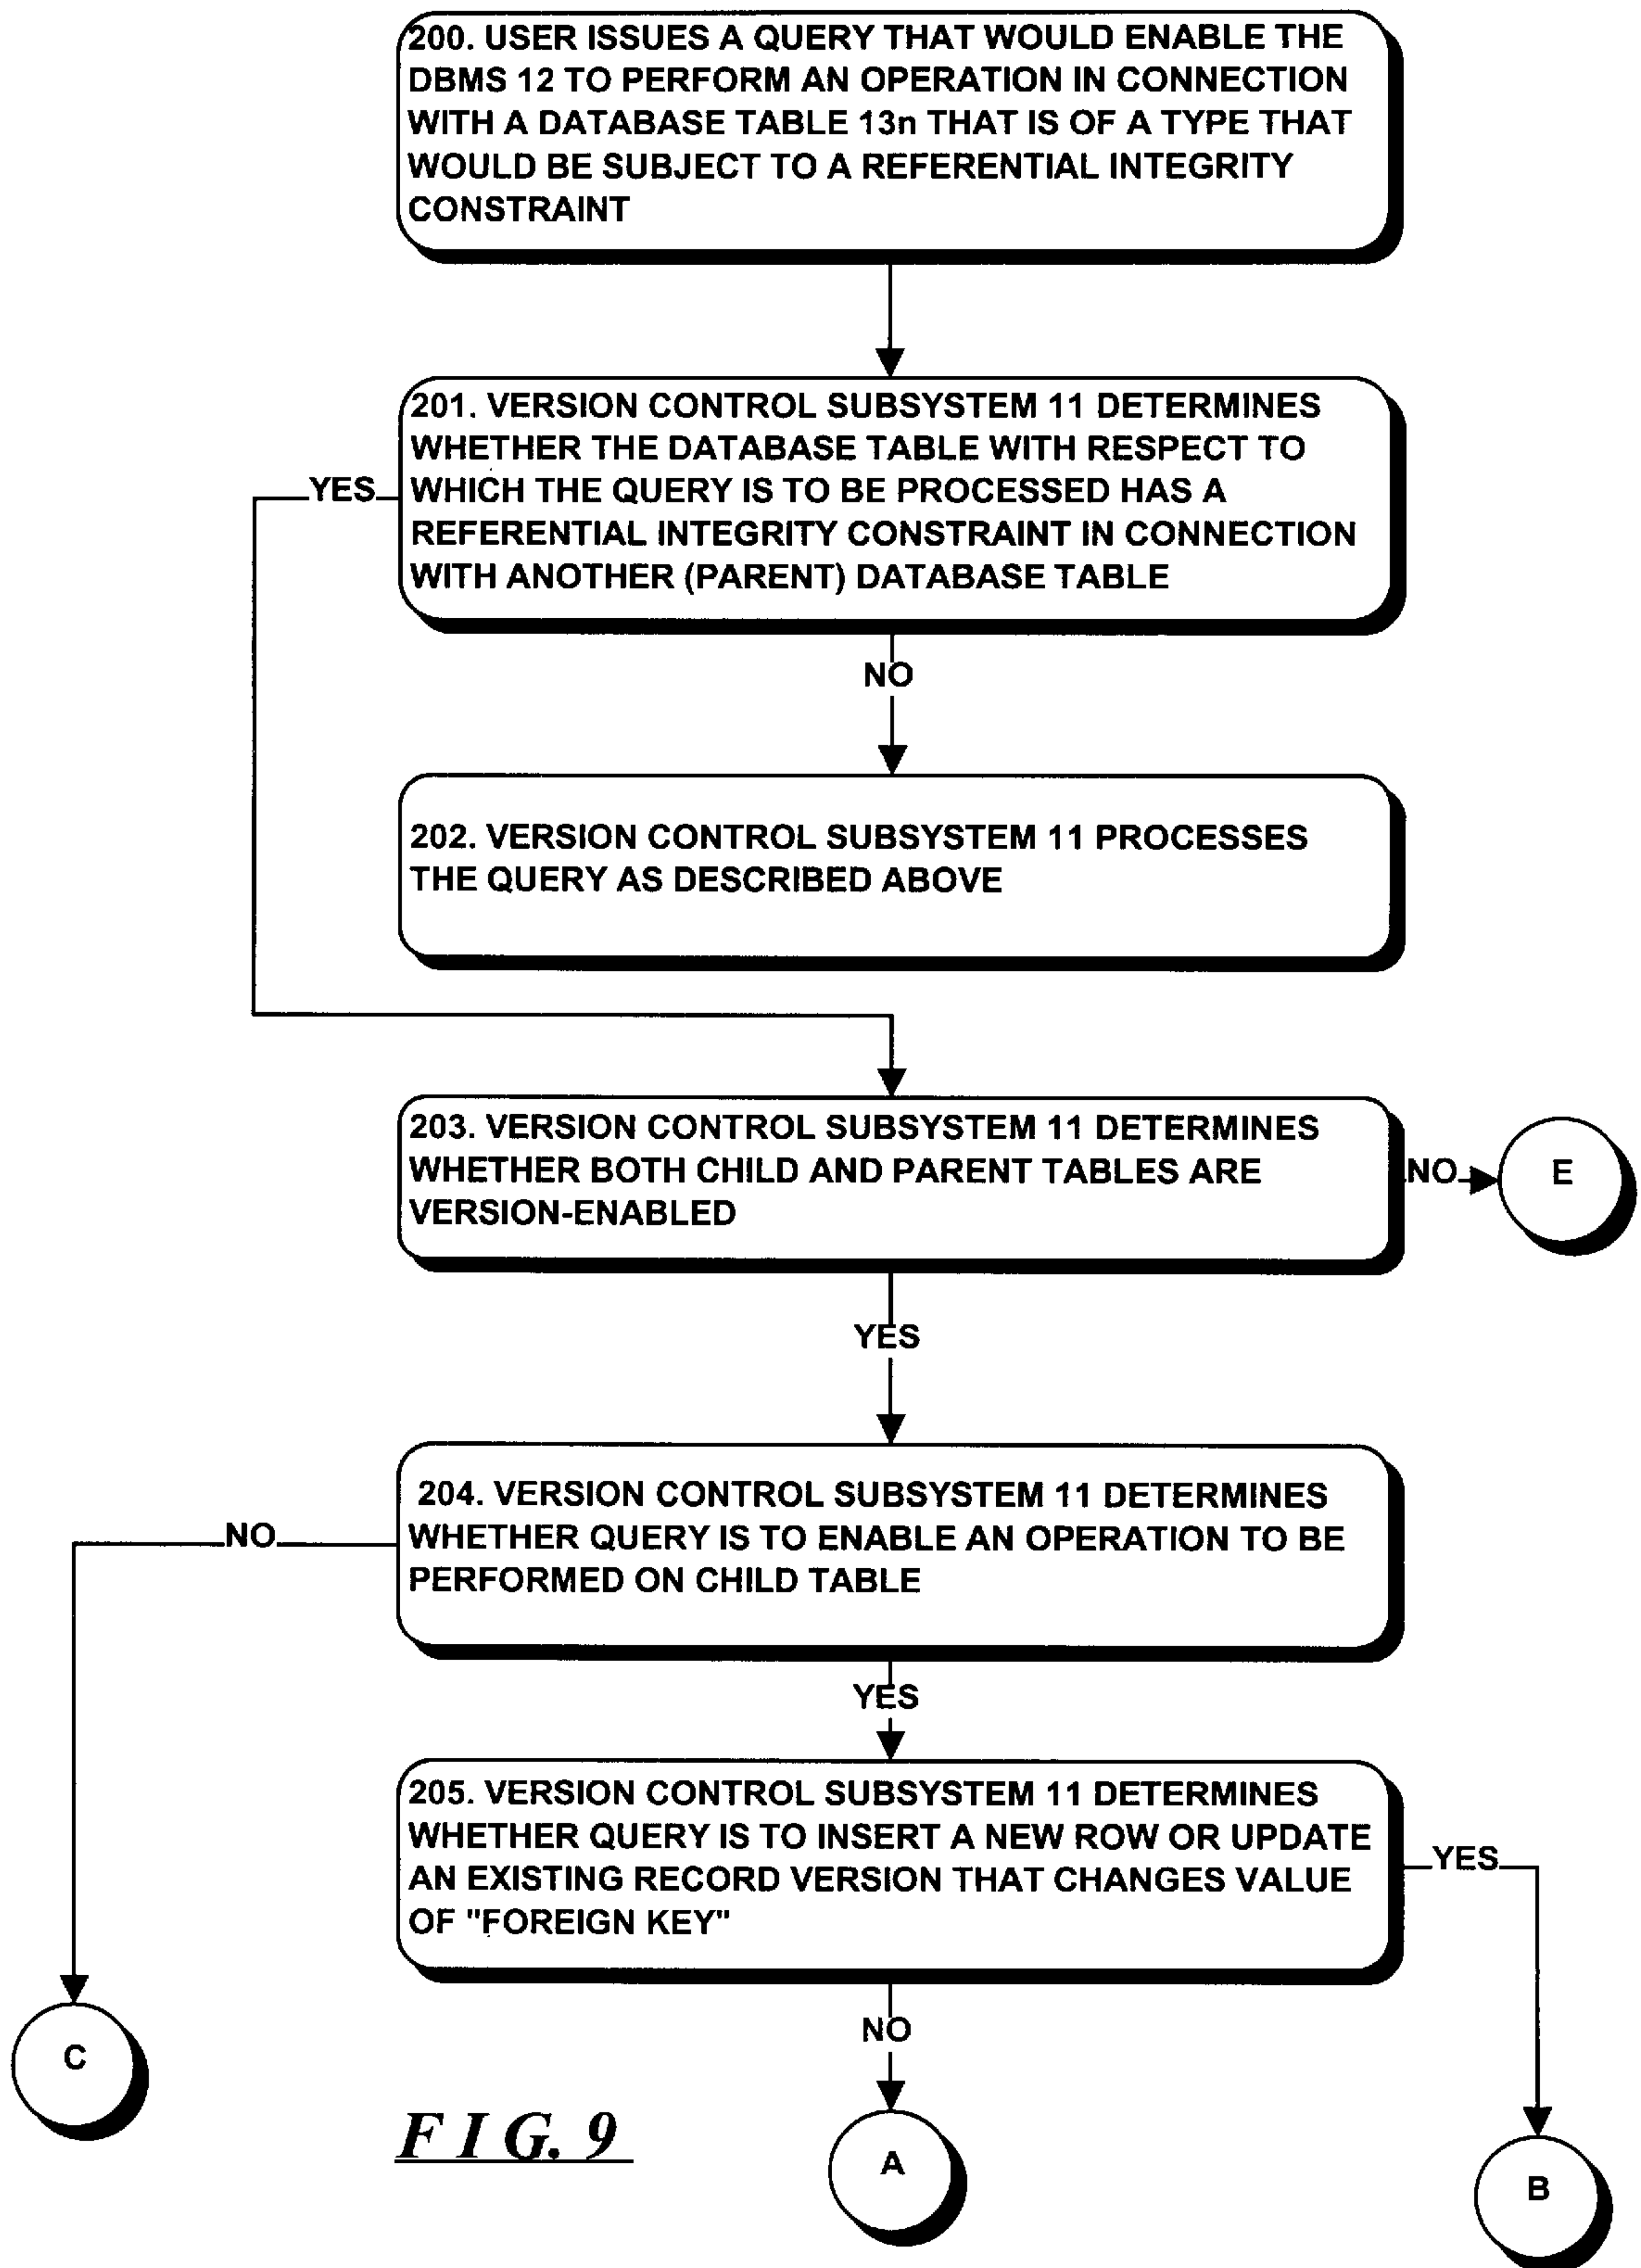 200. USER ISSUES A QUERY THAT WOULD ENABLE THE
DBMS 12 TO PERFORM AN OPERATION IN CONNECTION
WITH A DATABASE TABLE 13n THAT IS OF A TYPE THAT
WOULD BE SUBJECT TO A REFERENTIAL INTEGRITY
CONSTRAINT
201. VERSION CONTROL SUBSYSTEM 11 DETERMINES
WHETHER THE DATABASE TABLE WITH RESPECT TO
YES
WHICH THE QUERY IS TO BE PROCESSED HAS A
REFERENTIAL INTEGRITY CONSTRAINT IN CONNECTION
WITH ANOTHER (PARENT) DATABASE TABLE
NO
202. VERSION CONTROL SUBSYSTEM 11 PROCESSES
THE QUERY AS DESCRIBED ABOVE
203. VERSION CONTROL SUBSYSTEM 11 DETERMINES
WHETHER BOTH CHILD AND PARENT TABLES ARE
VERSION-ENABLED
NO
E
YES
204. VERSION CONTROL SUBSYSTEM 11 DETERMINES
NO
WHETHER QUERY IS TO ENABLE AN OPERATION TO BE
PERFORMED ON CHILD TABLE
YES
205. VERSION CONTROL SUBSYSTEM 11 DETERMINES
WHETHER QUERY IS TO INSERT A NEW ROW OR UPDATE
AN EXISTING RECORD VERSION THAT CHANGES VALUE
OF "FOREIGN KEY"
YES
NO
C
A
B
FIG. 9